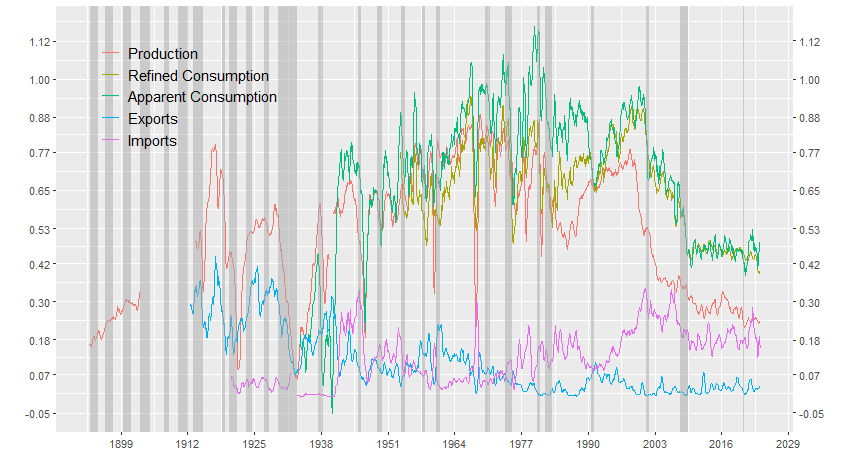 Production
Refined Consumption
Apparent Consumption
Exports
Imports
1.12 1.12
1.00 1.00
0.88 0.88
0.77 0.77
0.65 0.65
0.53 0.53
0.42 0.42
0.30 0.30
0.18 0.18
0.07 0.07
-0.05 -0.05
1899 1912 1925 1938 1951 1964 1977 1990 2003 2016 2029